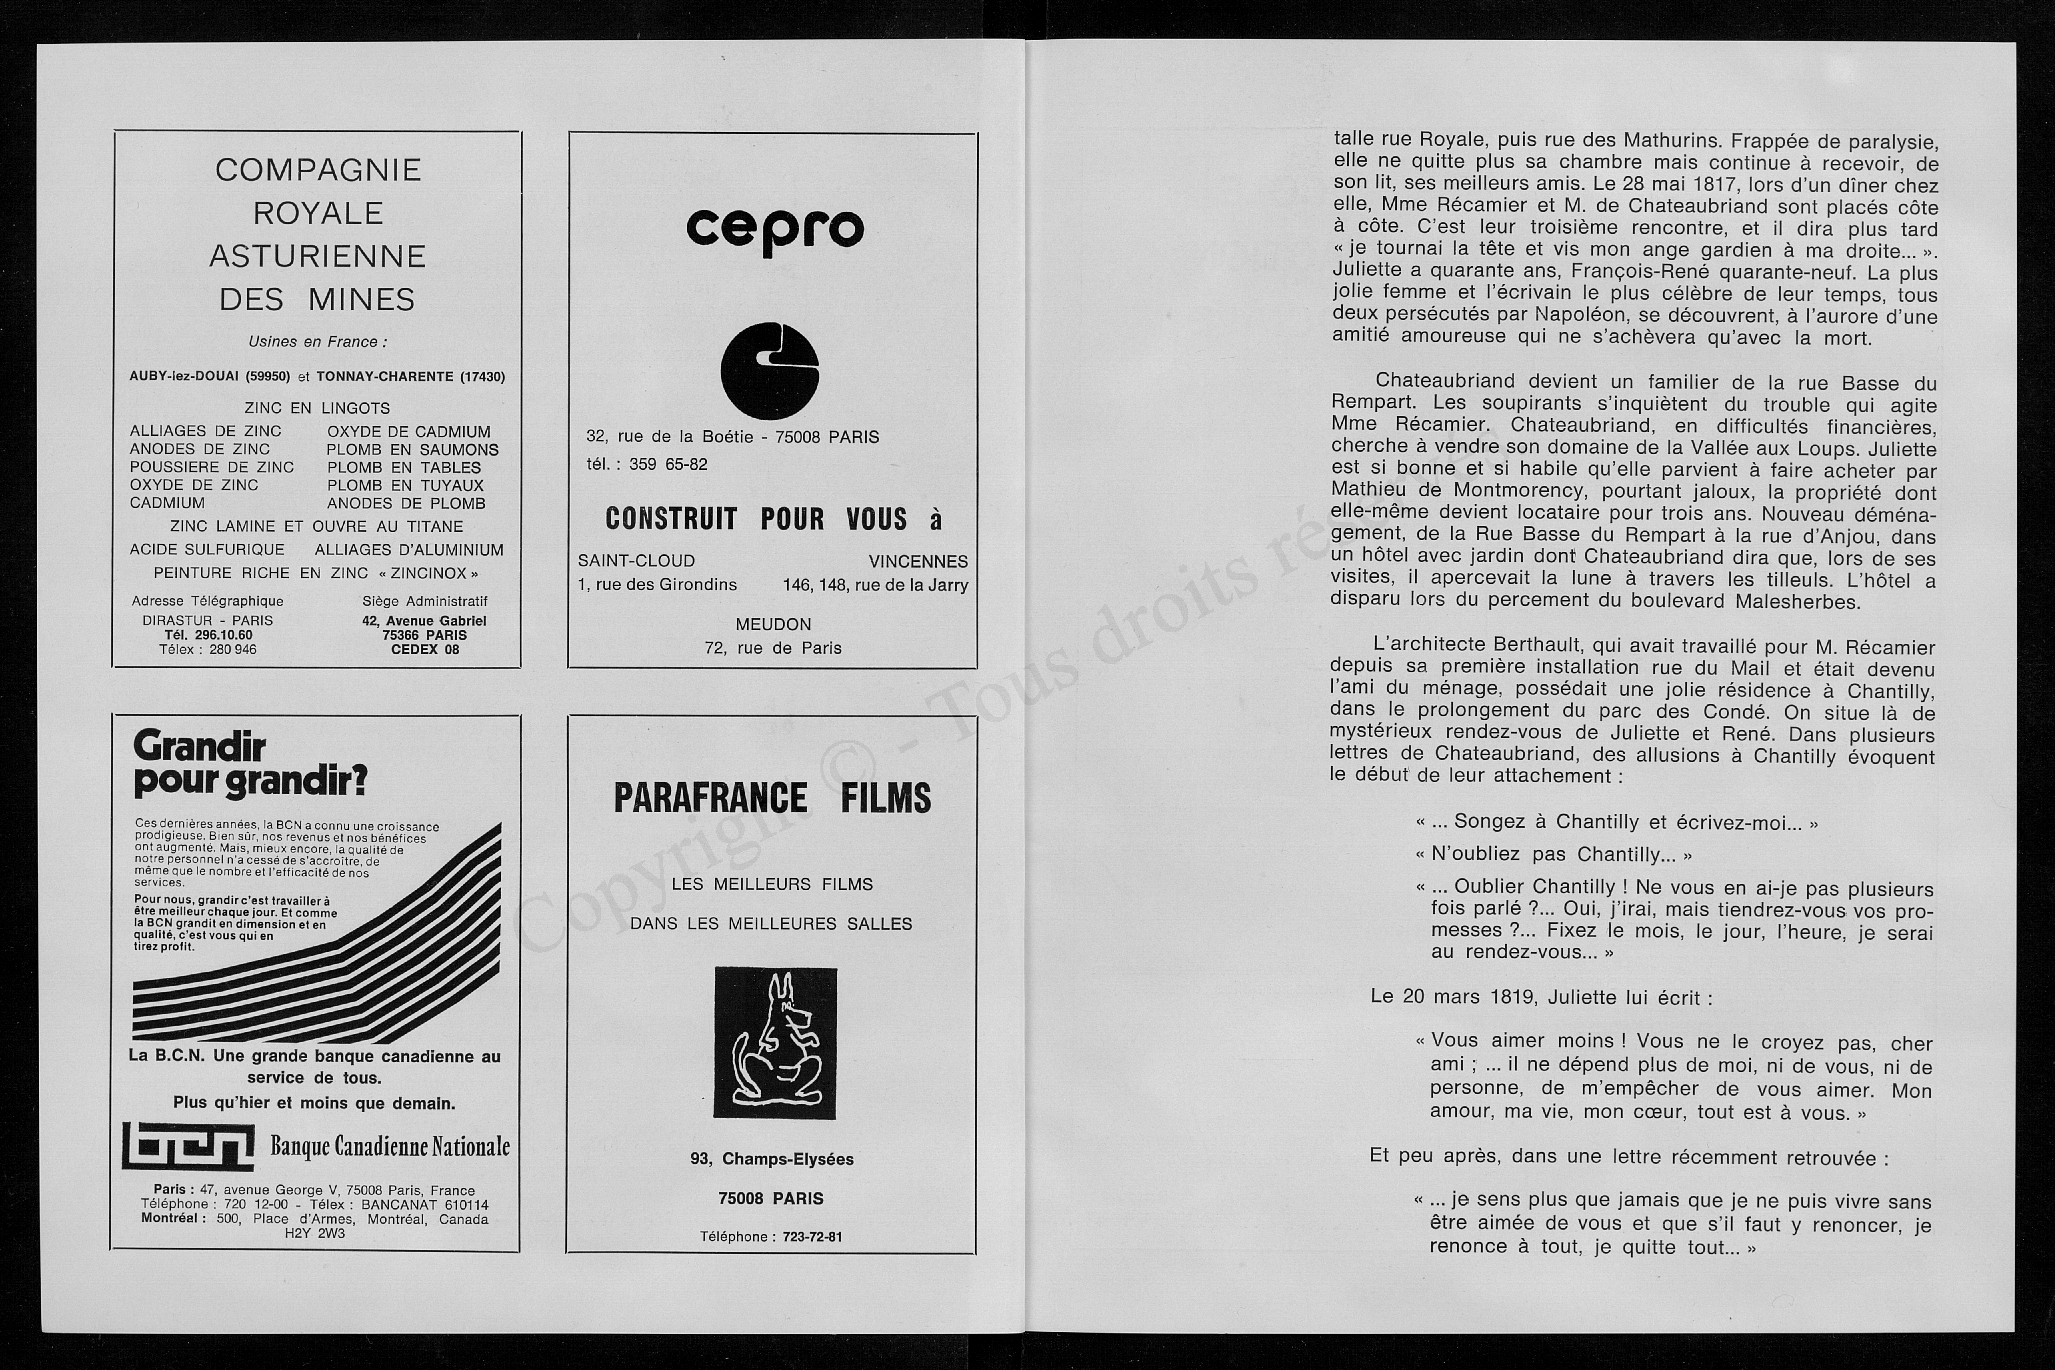 COMPAGNIE
ROYALE
ASTURIENNE
DES MINES
Usines en France :
AUBY-lez-DOUAI (59950) et TONNAY-CHARENTE (17430)
ZINC EN LINGOTS
ALLIAGES DE ZINC OXYDE DE CADMIUM
ANODES DE ZINC PLOMB EN SAUMONS
POUSSIERE DE ZINC PLOMB EN TABLES
OXYDE DE ZINC PLOMB EN TUYAUX
CADMIUM ANODES DE PLOMB
ZINC LAMINE ET OUVRE AU TITANE
ACIDE SULFURIQUE ALLIAGES D'ALUMINIUM
PEINTURE RICHE EN ZINC « ZINCINOX »
Adresse Télégraphique Siège Administratif
DIRASTUR - PARIS 42, Avenue Gabriel
Tél. 296.10.60 75366 PARIS
Télex : 280 946 CEDEX 08
cepro
32, rue de la Boétie - 75008 PARIS
tél. : 359 65-82
CONSTRUIT POUR VOUS à
SAINT-CLOUD VINCENNES
1, rue des Girondins 146, 148, rue de la Jarry
MEUDON
72, rue de Paris
Grandir
pour grandir?
Ces dernières années, la BCN a connu une croissance
prodigieuse. Bien sûr, nos revenus et nos bénéfices
ont augmenté. Mais, mieux encore, la qualité de
notre personnel n'a cessé de s'accroître, de
même que le nombre et l'efficacité de nos
services.
Pour nous, grandir c'est travailler à
être meilleur chaque jour. Et comme
la BCN grandit en dimension et en
qualité, c'est vous qui en
tirez profit.
La B.C.N. Une grande banque canadienne au
service de tous.
Plus qu'hier et moins que demain.
bcn Banque Canadienne Nationale
Paris : 47, avenue George V, 75008 Paris, France
Téléphone : 720 12-00 - Télex : BANCANAT 610114
Montréal : 500, Place d'Armes, Montréal, Canada
H2Y 2W3
PARAFRANCE FILMS
LES MEILLEURS FILMS
DANS LES MEILLEURES SALLES
93, Champs-Elysées
75008 PARIS
Téléphone : 723-72-81
talle rue Royale, puis rue des Mathurins. Frappée de paralysie,
elle ne quitte plus sa chambre mais continue à recevoir, de
son lit, ses meilleurs amis. Le 28 mai 1817, lors d'un dîner chez
elle, Mme Récamier et M. de Chateaubriand sont placés côte
à côte. C'est leur troisième rencontre, et il dira plus tard
« je tournai la tête et vis mon ange gardien à ma droite... ».
Juliette a quarante ans, François-René quarante-neuf. La plus
jolie femme et l'écrivain le plus célèbre de leur temps, tous
deux persécutés par Napoléon, se découvrent, à l'aurore d'une
amitié amoureuse qui ne s'achèvera qu'avec la mort.
Chateaubriand devient un familier de la rue Basse du
Rempart. Les soupirants s'inquiètent du trouble qui agite
Mme Récamier. Chateaubriand, en difficultés financières,
cherche à vendre son domaine de la Vallée aux Loups. Juliette
est si bonne et si habile qu'elle parvient à faire acheter par
Mathieu de Montmorency, pourtant jaloux, la propriété dont
elle-même devient locataire pour trois ans. Nouveau déména-
gement, de la Rue Basse du Rempart à la rue d'Anjou, dans
un hôtel avec jardin dont Chateaubriand dira que, lors de ses
visites, il apercevait la lune à travers les tilleuls. L'hôtel a
disparu lors du percement du boulevard Malesherbes.
L'architecte Berthault, qui avait travaillé pour M. Récamier
depuis sa première installation rue du Mail et était devenu
l'ami du ménage, possédait une jolie résidence à Chantilly,
dans le prolongement du parc des Condé. On situe là de
mystérieux rendez-vous de Juliette et René. Dans plusieurs
lettres de Chateaubriand, des allusions à Chantilly évoquent
le début de leur attachement :
« ... Songez à Chantilly et écrivez-moi... »
« N'oubliez pas Chantilly... »
« ... Oublier Chantilly ! Ne vous en ai-je pas plusieurs
fois parlé ?... Oui, j'irai, mais tiendrez-vous vos pro-
messes ?... Fixez le mois, le jour, l'heure, je serai
au rendez-vous... »
Le 20 mars 1819, Juliette lui écrit :
« Vous aimer moins ! Vous ne le croyez pas, cher
ami ; ... il ne dépend plus de moi, ni de vous, ni de
personne, de m'empêcher de vous aimer. Mon
amour, ma vie, mon cœur, tout est à vous. »
Et peu après, dans une lettre récemment retrouvée :
« ... je sens plus que jamais que je ne puis vivre sans
être aimée de vous et que s'il faut y renoncer, je
renonce à tout, je quitte tout... »
Copyright © - Tous droits réservés